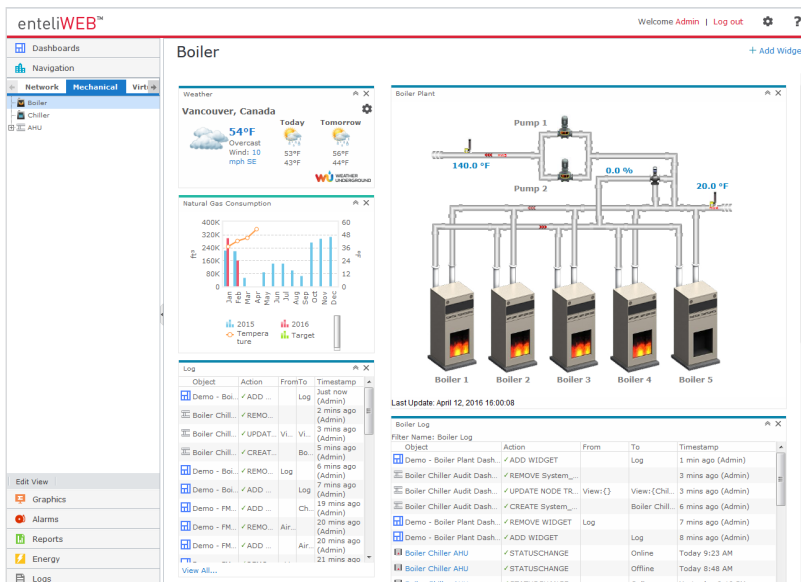 enteliWEB™
Welcome Admin | Log out ?
Dashboards
Navigation
Network Mechanical Virt
Boiler
Chiller
AHU
Edit View
Graphics
Alarms
Reports
Energy
Logs
Boiler
+ Add Widge
Weather
Vancouver, Canada
Today Tomorrow
54°F
Overcast
Wind: 10
mph SE
53°F 56°F
43°F 44°F
WEATHER
UNDERGROUND
Natural Gas Consumption
400K 60
320K 48
240K 36
160K 24
80K 12
0 0
ft³
°F
Jan Feb Mar Apr May Jun Jul Aug Sep Oct Nov Dec
2015 2016
Tempera
ture
Target
Log
Object Action From To Timestamp
Demo - Boi... ✓ADD ... Log Just now
(Admin)
Boiler Chill... ✓REMO... 2 mins ago
(Admin)
Boiler Chill... ✓UPDAT... Vi... Vi... 3 mins ago
(Admin)
Boiler Chill... ✓CREAT... Bo... 5 mins ago
(Admin)
Demo - Boi... ✓REMO... Log 6 mins ago
(Admin)
Demo - Boi... ✓ADD ... Log 7 mins ago
(Admin)
Demo - FM... ✓ADD ... Ch... 19 mins ago
(Admin)
Demo - FM... ✓REMO... Air... 20 mins ago
(Admin)
Demo - FM... ✓ADD ... Air... 20 mins ago
(Admin)
21 mins ago
View All...
Boiler Plant
Pump 1
140.0 °F
Pump 2
0.0 %
20.0 °F
Boiler 1 Boiler 2 Boiler 3 Boiler 4 Boiler 5
Last Update: April 12, 2016 16:00:08
Boiler Log
Filter Name: Boiler Log
Object Action From To Timestamp
Demo - Boiler Plant Dash... ✓ADD WIDGET Log 1 min ago (Admin)
Boiler Chiller Audit Dash... ✓REMOVE System_... 3 mins ago (Admin)
Boiler Chiller Audit Dash... ✓UPDATE NODE TR... View:{} View:{Chil... 3 mins ago (Admin)
Boiler Chiller Audit Dash... ✓CREATE System_... Boiler Chill... 6 mins ago (Admin)
Demo - Boiler Plant Dash... ✓REMOVE WIDGET Log 7 mins ago (Admin)
Demo - Boiler Plant Dash... ✓ADD WIDGET Log 8 mins ago (Admin)
Boiler Chiller AHU ✓STATUSCHANGE Online Today 9:23 AM
Boiler Chiller AHU ✓STATUSCHANGE Offline Today 8:48 AM